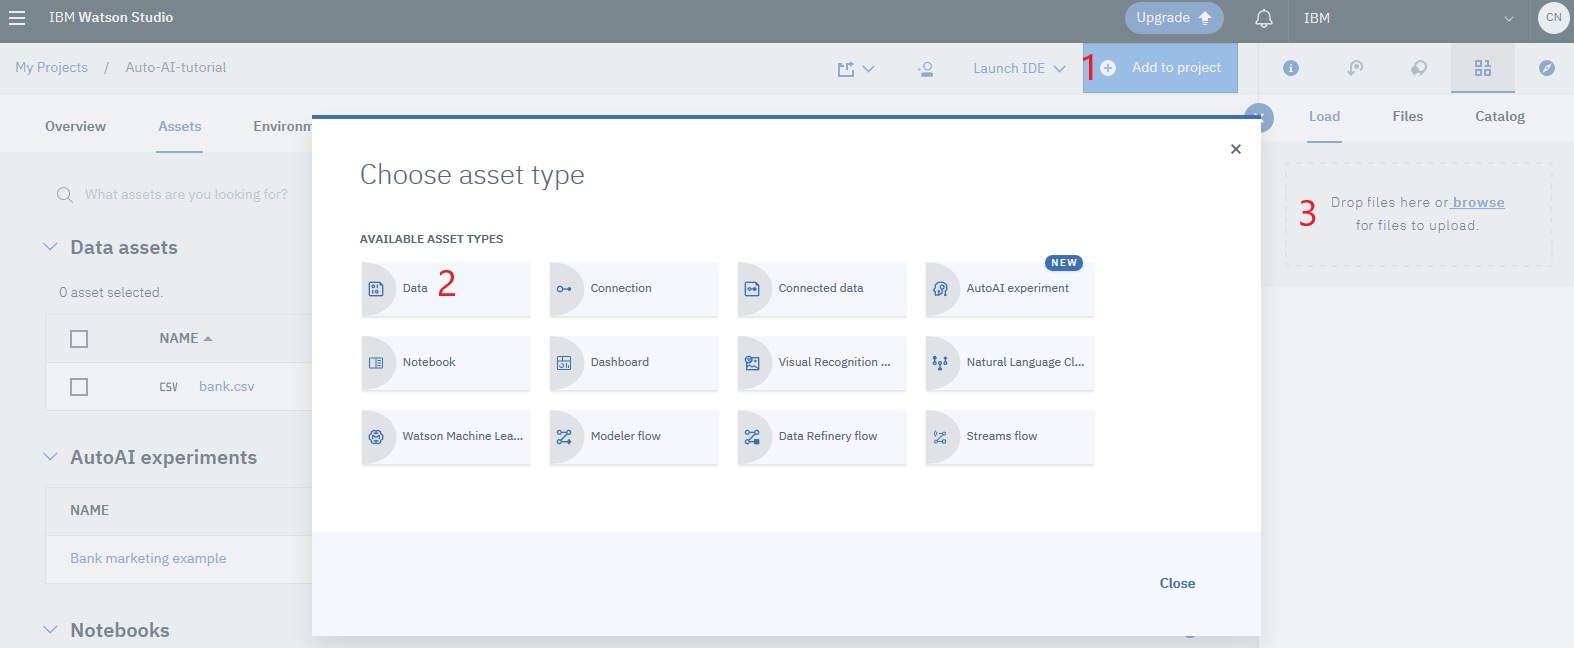 IBM Watson Studio
Upgrade
IBM
CN
My Projects / Auto-AI-tutorial
Launch IDE
1
Add to project
Overview
Assets
Environm
Load
Files
Catalog
What assets are you looking for?
Data assets
0 asset selected.
NAME
CSV bank.csv
AutoAI experiments
NAME
Bank marketing example
Notebooks
Choose asset type
AVAILABLE ASSET TYPES
Data
2
Connection
Connected data
NEW
AutoAI experiment
Notebook
Dashboard
Visual Recognition ...
Natural Language Cl...
Watson Machine Lea...
Modeler flow
Data Refinery flow
Streams flow
Close
3
Drop files here or browse
for files to upload.